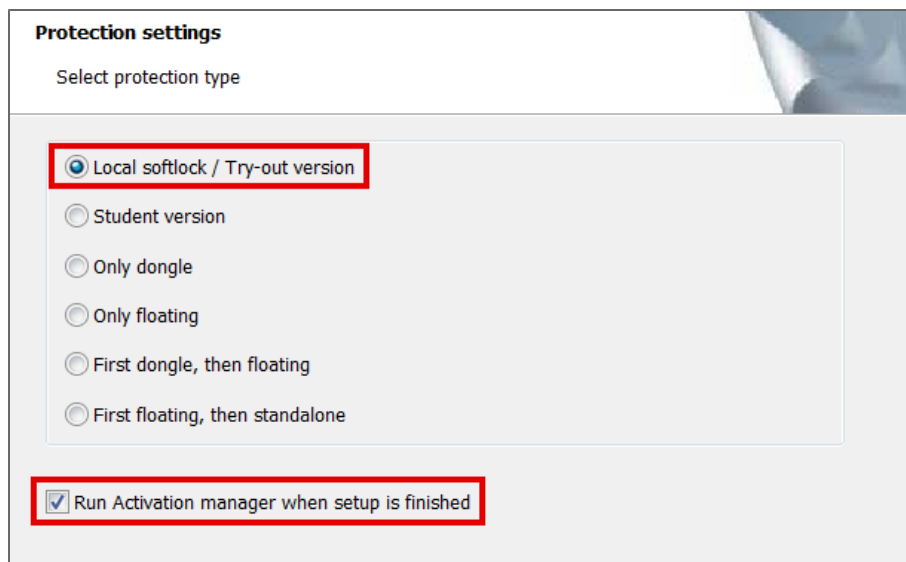 Protection settings
Select protection type
Local softlock / Try-out version
Student version
Only dongle
Only floating
First dongle, then floating
First floating, then standalone
Run Activation manager when setup is finished